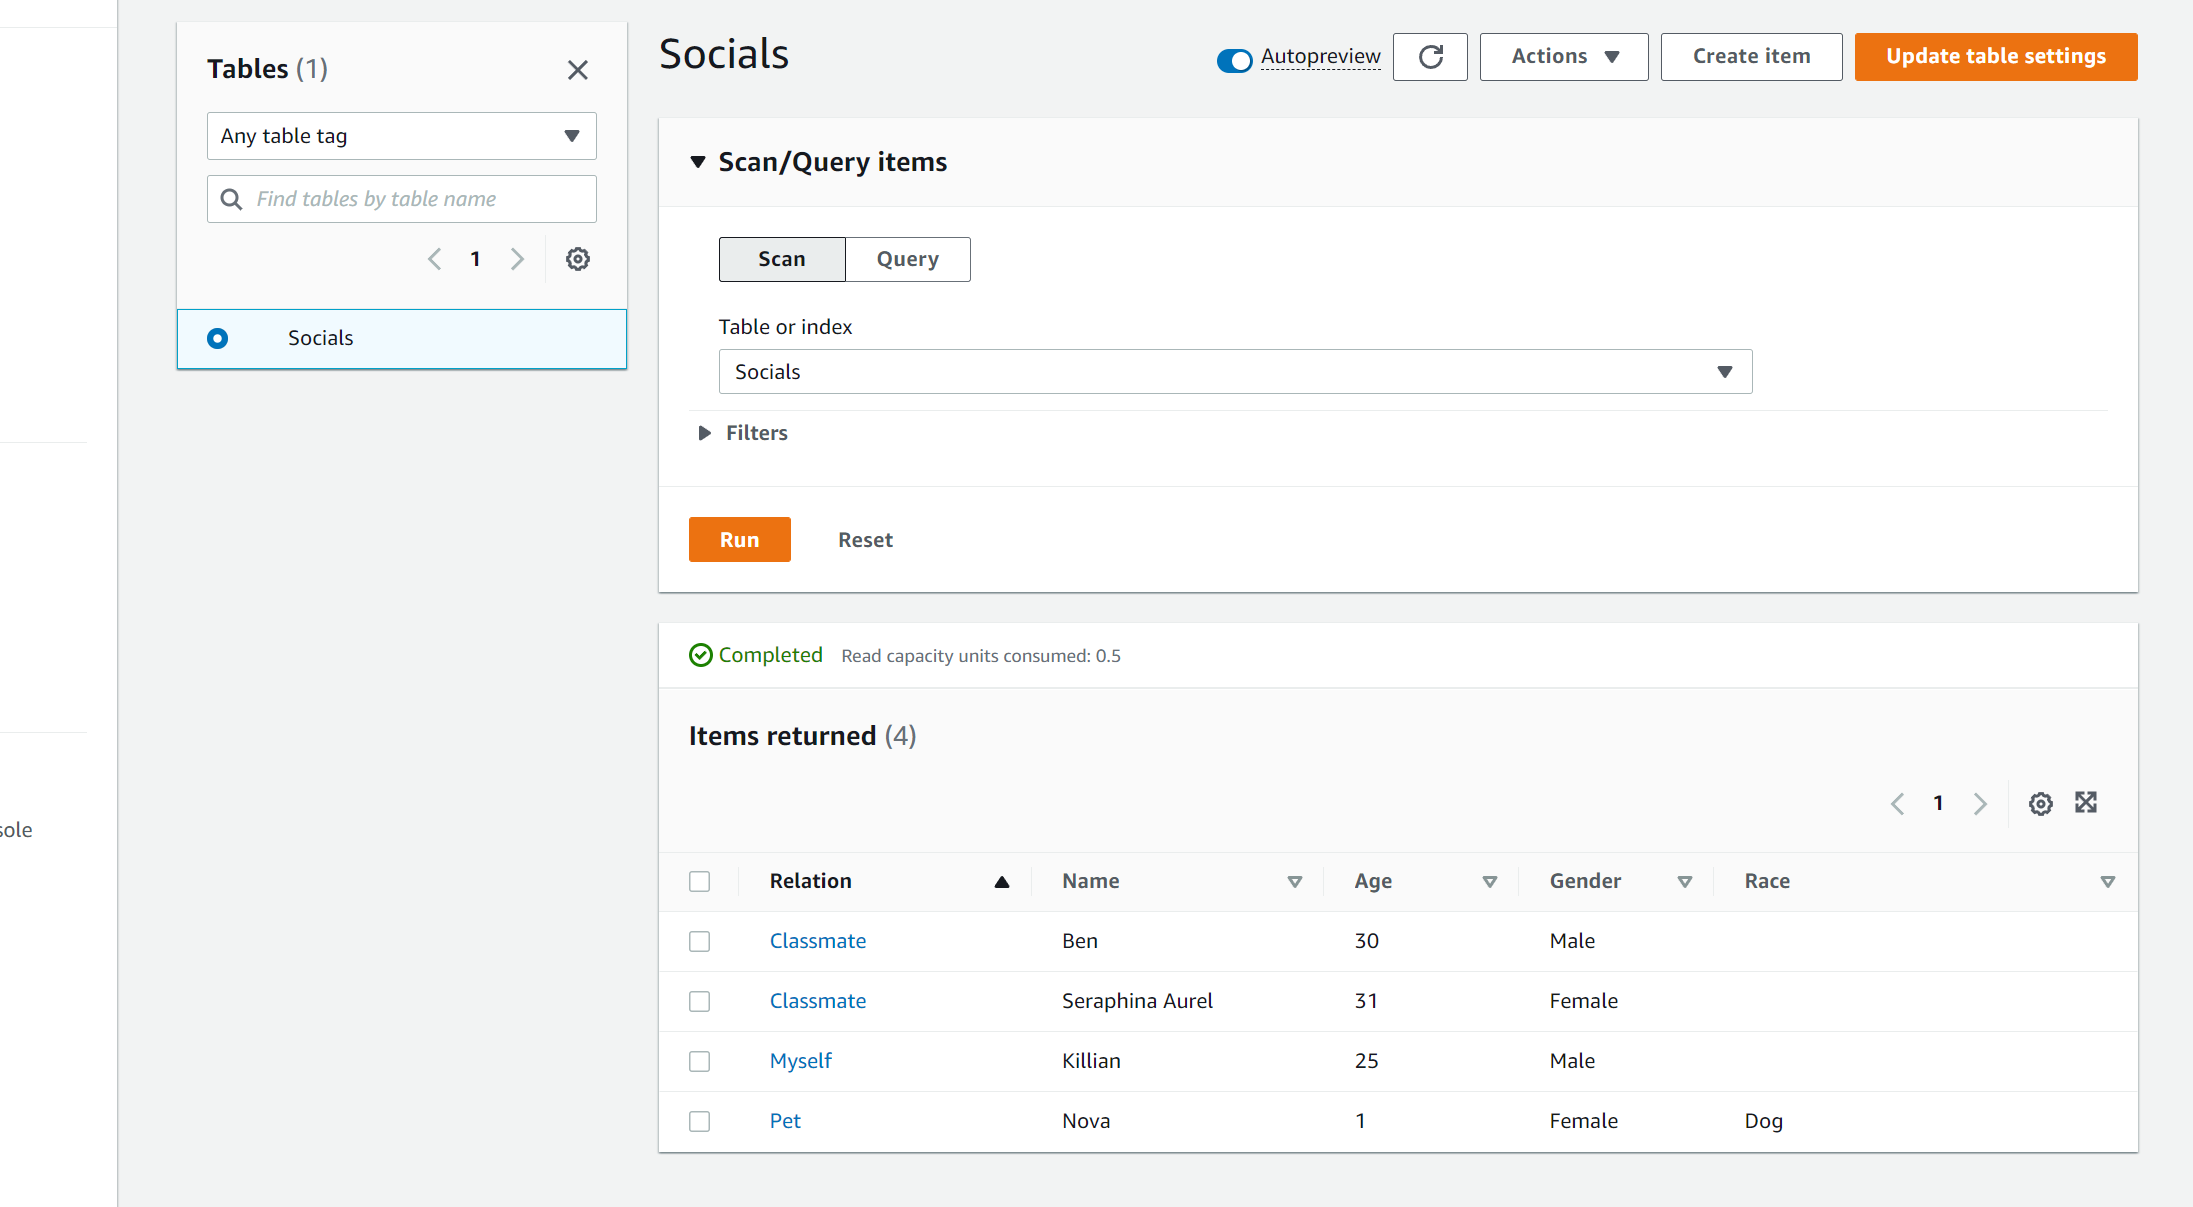 Tables (1)
Any table tag
Find tables by table name
1
Socials
sole
Socials
Autopreview
Actions
Create item
Update table settings
Scan/Query items
Scan
Query
Table or index
Socials
Filters
Run
Reset
Completed Read capacity units consumed: 0.5
Items returned (4)
1
Relation Name Age Gender Race
Classmate Ben 30 Male
Classmate Seraphina Aurel 31 Female
Myself Killian 25 Male
Pet Nova 1 Female Dog